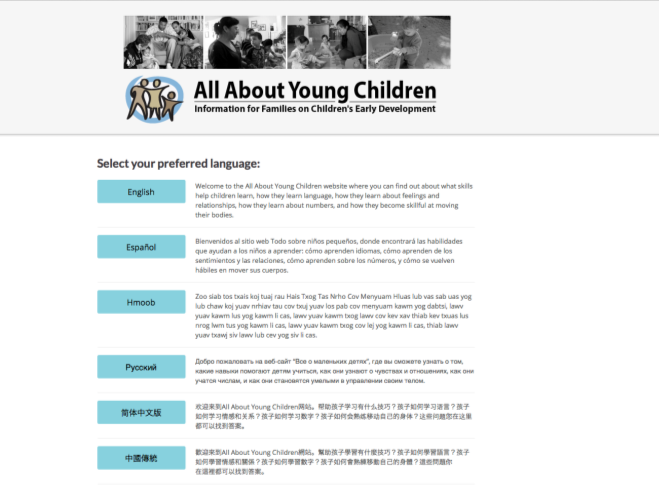 All About Young Children
Information for Families on Children's Early Development
Select your preferred language:
English
Welcome to the All About Young Children website where you can find out about what skills
help children learn, how they learn language, how they learn about feelings and
relationships, how they learn about numbers, and how they become skillful at moving
their bodies.
Español
Bienvenidos al sitio web Todo sobre niños pequeños, donde encontrará las habilidades
que ayudan a los niños a aprender: cómo aprenden idiomas, cómo aprenden sobre los
sentimientos y las relaciones, cómo aprenden sobre los números, y cómo se vuelven
hábiles en mover sus cuerpos.
Hmoob
Zoo siab tos txais koj tuaj rau Hais Txog Tas Nrho Cov Menyuam Hluas lub vas sab uas yog
lub chaw koj yuav nrhiav tau cov txuj yuav los pab cov menyuam kawm yog dabtsi, lawv
yuav kawm lus yog kawm li cas, lawv yuav kawm txog lawv cov kev xav thiab kev txuas lus
nrog lwm tus yog kawm li cas, lawv yuav kawm txog cov lej yog kawm li cas, thiab lawv
yuav txawj siv lawv lub cev yog siv li cas.
Русский
Добро пожаловать на веб-сайт "Все о маленьких детях", где вы сможете узнать о том,
какие навыки помогают детям учиться, как они узнают о чувствах и отношениях, как они
учатся числам, и как они становятся умелыми в управлении своим телом.
简体中文版
欢迎来到All About Young Children网站。帮助孩子学习有什么技巧？孩子如何学习语言？孩子
如何学习情感和关系？孩子如何学习数字？孩子如何会熟练移动自己的身体？这些问题您在这里
都可以找到答案。
中國傳統
歡迎來到All About Young Children網站。幫助孩子學習有什麼技巧？孩子如何學習語言？孩子
如何學習情感和關係？孩子如何學習數字？孩子如何會熟練移動自己的身體？這些問題你
在這裡都可以找到答案。